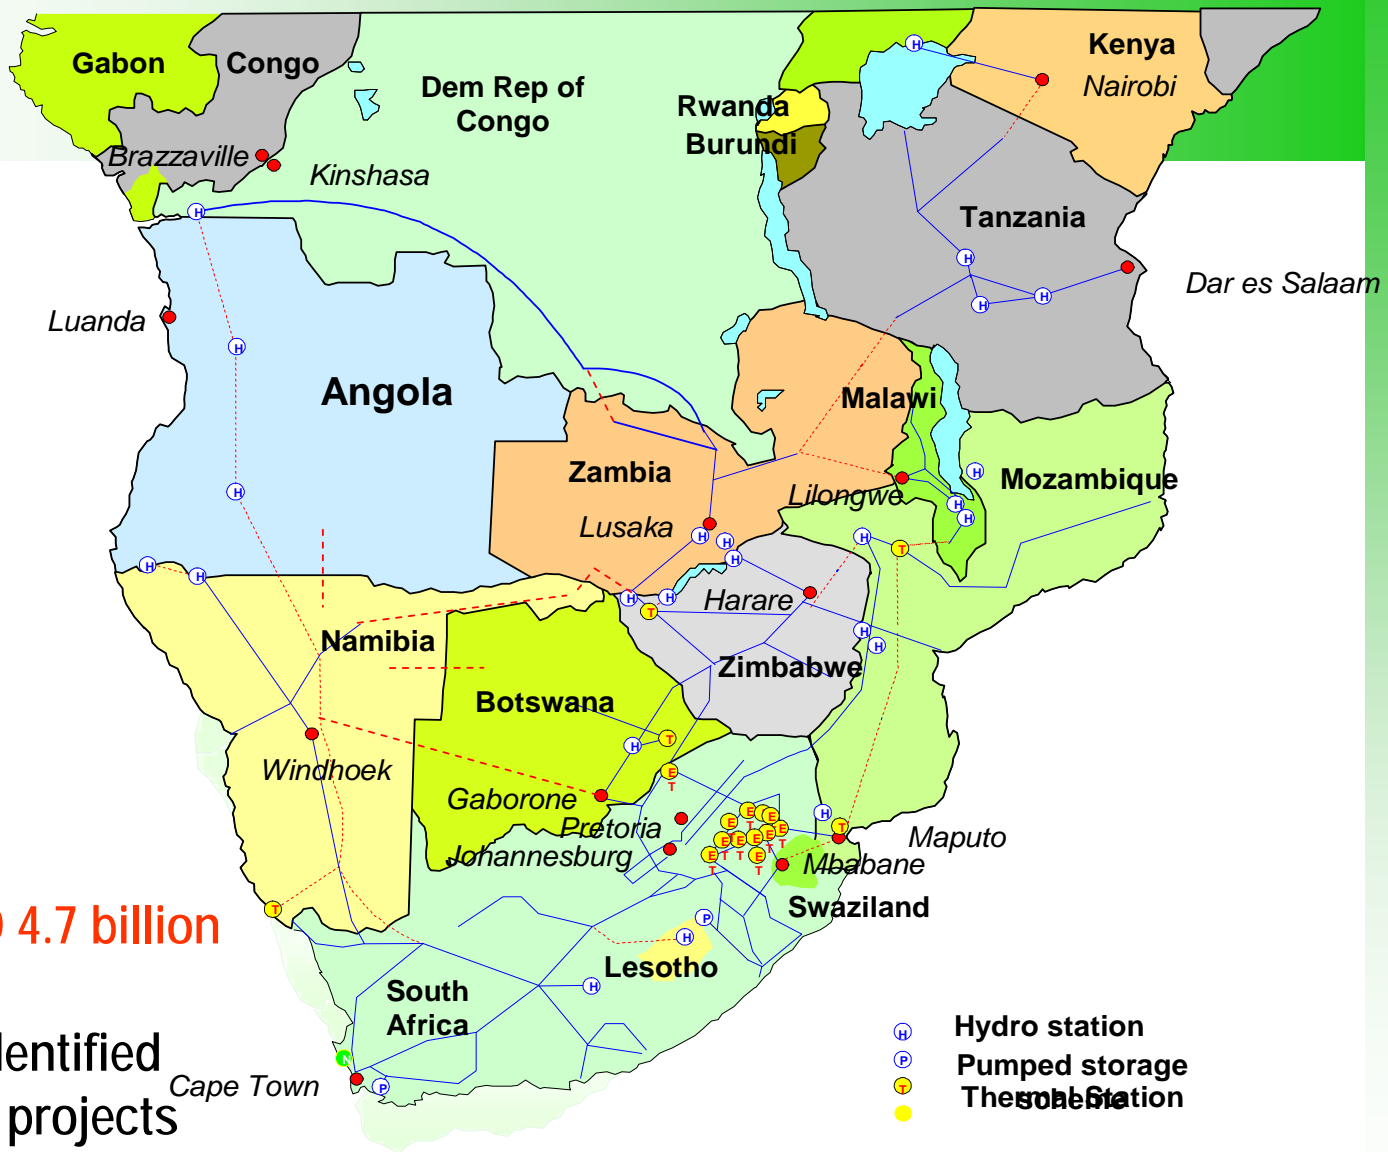 Gabon
Congo
Dem Rep of
Congo
Kenya
Nairobi
Rwanda
Burundi
Brazzaville
Kinshasa
Tanzania
Dar es Salaam
Luanda
Angola
Malawi
Zambia
Lilongwe
Mozambique
Lusaka
Harare
Namibia
Zimbabwe
Botswana
Windhoek
Gaborone
Pretoria
Johannesburg
Maputo
Mbabane
Swaziland
4.7 billion
Lesotho
South
Africa
dentified
projects
Cape Town
H Hydro station
P Pumped storage
scheme
T Thermal Station
N